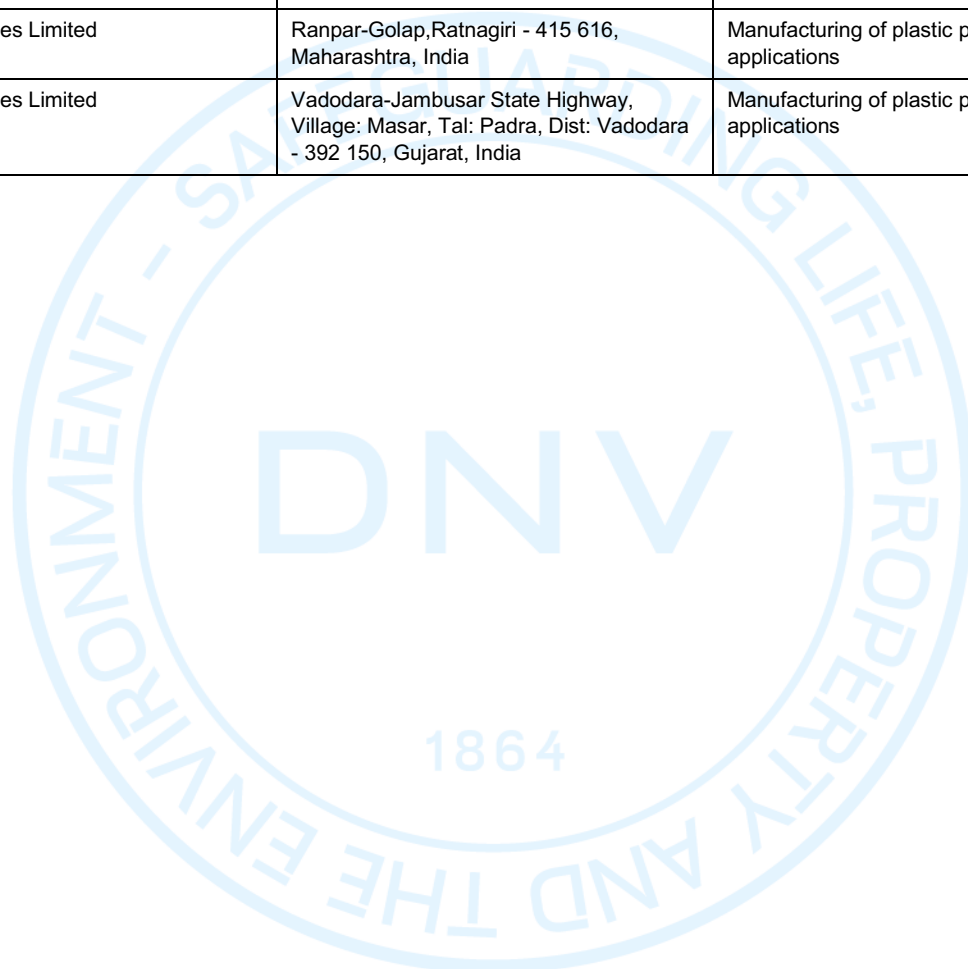 es Limited
Ranpar-Golap,Ratnagiri - 415 616,
Maharashtra, India
Manufacturing of plastic p
applications
es Limited
Vadodara-Jambusar State Highway,
Village: Masar, Tal: Padra, Dist: Vadodara
- 392 150, Gujarat, India
Manufacturing of plastic p
applications
SAFEGUARDING LIFE, PROPERTY AND THE ENVIRONMENT -
DNV
1864